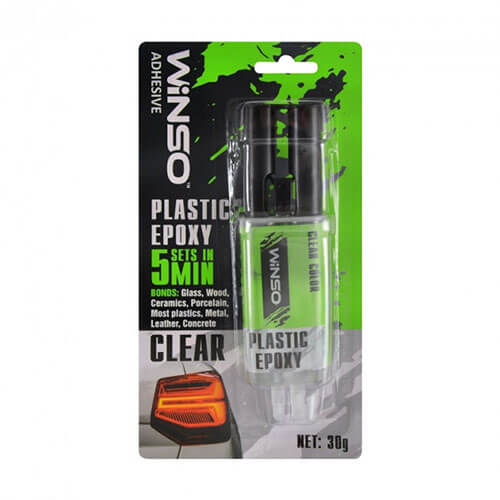 WINSO™
ADHESIVE
PLASTIC
EPOXY
5 SETS IN
MIN
BONDS: Glass, Wood,
Ceramics, Porcelain,
Most plastics, Metal,
Leather, Concrete
CLEAR
WINSO
CLEAR COLOR
PLASTIC
EPOXY
NET: 30g